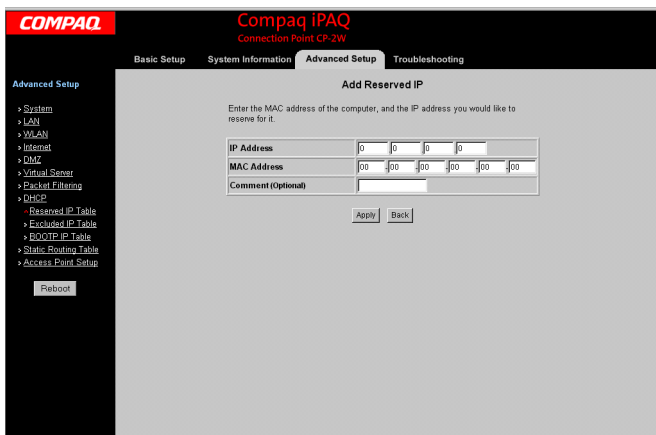 COMPAQ
Compaq iPAQ
Connection Point CP-2W
Basic Setup System Information Advanced Setup Troubleshooting
Advanced Setup
System
LAN
WLAN
Internet
DMZ
Virtual Server
Packet Filtering
DHCP
Reserved IP Table
Excluded IP Table
BOOTP IP Table
Static Routing Table
Access Point Setup
Reboot
Add Reserved IP
Enter the MAC address of the computer, and the IP address you would like to
reserve for it.
IP Address 0 0 0 0
MAC Address 00 -00 -00 -00 -00 -00
Comment (Optional)
Apply Back